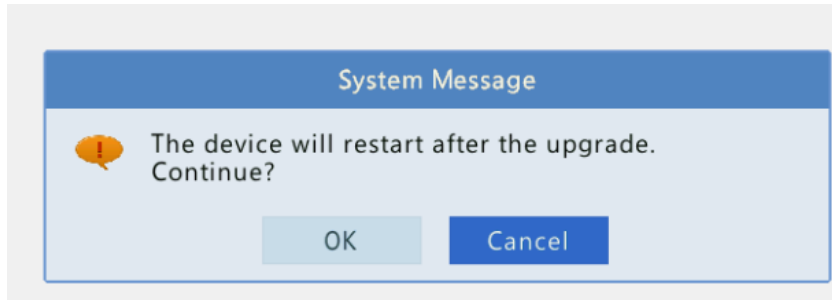 System Message
The device will restart after the upgrade.
Continue?
OK
Cancel